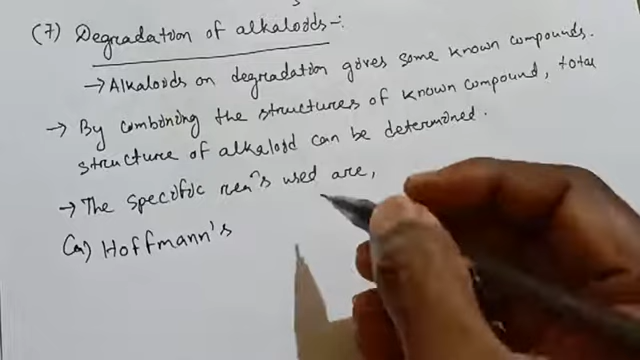 (7) Degradation of alkaloids -:
→ Alkaloids on degradation gives some known compounds.
→ By combining the structures of known compound, total
structure of alkaloid can be determined.
→ The specific rea^n's used are,
(a) Hoffmann's